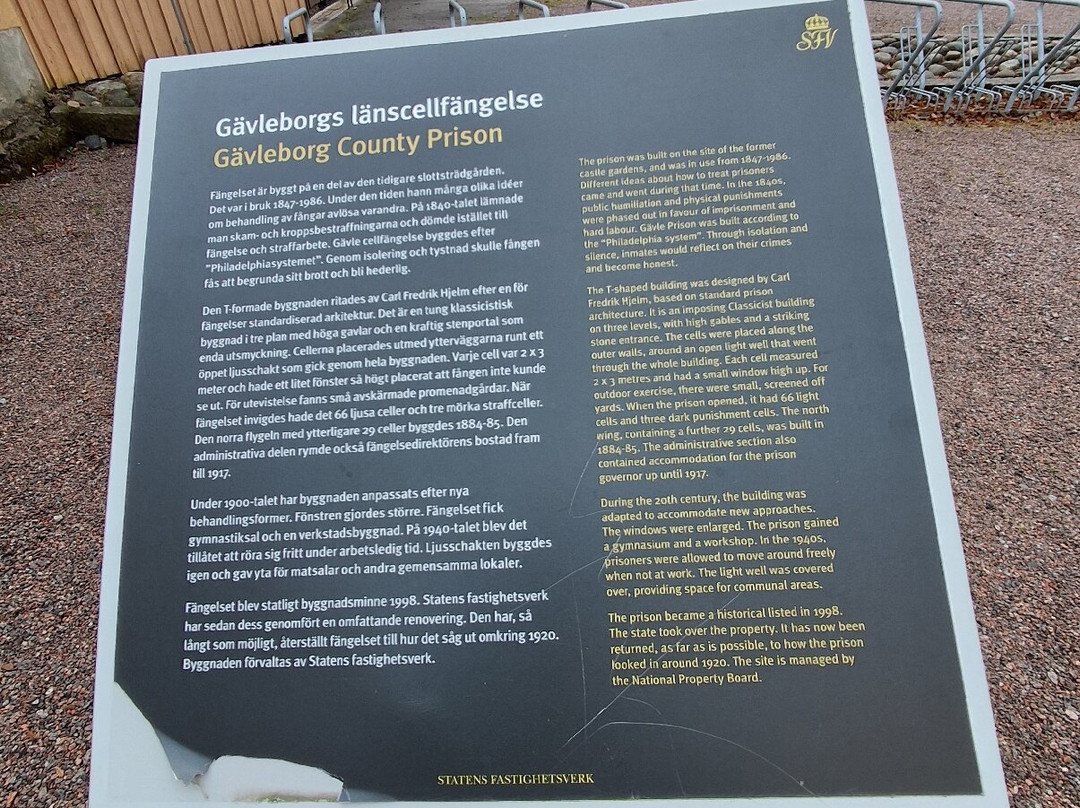 SFV
Gävleborgs länscellfängelse
Gävleborg County Prison
Fängelset är byggt på en del av den tidigare slottsträdgården.
Det var i bruk 1847-1986. Under den tiden hann många olika idéer
om behandling av fångar avlösa varandra. På 1840-talet lämnade
man skam- och kroppsbestraffningarna och dömde istället till
fängelse och straffarbete. Gävle cellfängelse byggdes efter
"Philadelphiasystemet". Genom isolering och tystnad skulle fången
fås att begrunda sitt brott och bli hederlig.
Den T-formade byggnaden ritades av Carl Fredrik Hjelm efter en för
fängelser standardiserad arkitektur. Det är en tung klassicistisk
byggnad i tre plan med höga gavlar och en kraftig stenportal som
enda utsmyckning. Cellerna placerades utmed ytterväggarna runt ett
öppet ljusschakt som gick genom hela byggnaden. Varje cell var 2 x 3
meter och hade ett litet fönster så högt placerat att fången inte kunde
se ut. För utevistelse fanns små avskärmade promenadgårdar. När
fängelset invigdes hade det 66 ljusa celler och tre mörka straffceller.
Den norra flygeln med ytterligare 29 celler byggdes 1884-85. Den
administrativa delen rymde också fängelsedirektörens bostad fram
till 1917.
Under 1900-talet har byggnaden anpassats efter nya
behandlingsformer. Fönstren gjordes större. Fängelset fick
gymnastiksal och en verkstadsbyggnad. På 1940-talet blev det
tillåtet att röra sig fritt under arbetsledig tid. Ljusschakten byggdes
igen och gav yta för matsalar och andra gemensamma lokaler.
Fängelset blev statligt byggnadsminne 1998. Statens fastighetsverk
har sedan dess genomfört en omfattande renovering. Den har, så
långt som möjligt, återställt fängelset till hur det såg ut omkring 1920.
Byggnaden förvaltas av Statens fastighetsverk.
The prison was built on the site of the former
castle gardens, and was in use from 1847-1986.
Different ideas about how to treat prisoners
came and went during that time. In the 1840s,
public humiliation and physical punishments
were phased out in favour of imprisonment and
hard labour. Gävle Prison was built according to
the "Philadelphia system". Through isolation and
silence, inmates would reflect on their crimes
and become honest.
The T-shaped building was designed by Carl
Fredrik Hjelm, based on standard prison
architecture. It is an imposing Classicist building
on three levels, with high gables and a striking
stone entrance. The cells were placed along the
outer walls, around an open light well that went
through the whole building. Each cell measured
2 x 3 metres and had a small window high up. For
outdoor exercise, there were small, screened off
yards. When the prison opened, it had 66 light
cells and three dark punishment cells. The north
wing, containing a further 29 cells, was built in
1884-85. The administrative section also
contained accommodation for the prison
governor up until 1917.
During the 20th century, the building was
adapted to accommodate new approaches.
The windows were enlarged. The prison gained
a gymnasium and a workshop. In the 1940s,
prisoners were allowed to move around freely
when not at work. The light well was covered
over, providing space for communal areas.
The prison became a historical listed in 1998.
The state took over the property. It has now been
returned, as far as is possible, to how the prison
looked in around 1920. The site is managed by
the National Property Board.
STATENS FASTIGHETSVERK